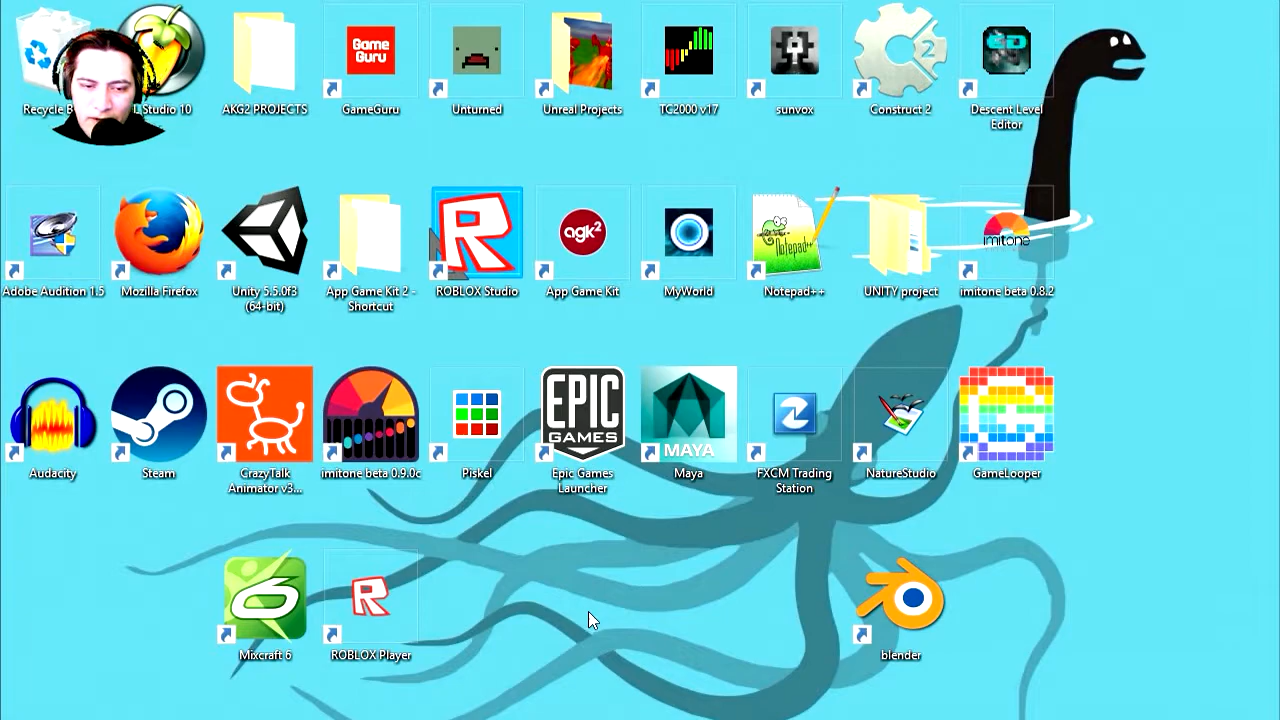 Recycle B
L Studio 10
AKG2 PROJECTS
Game
Guru
GameGuru
Unturned
Unreal Projects
TC2000 v17
sunvox
2
Construct 2
Descent Level
Editor
Adobe Audition 1.5
Mozilla Firefox
Unity 5.5.0f3
(64-bit)
App Game Kit 2 -
Shortcut
R
ROBLOX Studio
agk2
App Game Kit
MyWorld
Notepad++
Notepad++
UNITY project
imitone
imitone beta 0.8.2
Audacity
Steam
CrazyTalk
Animator v3...
imitone beta 0.9.0c
Piskel
EPIC
GAMES
Epic Games
Launcher
MAYA
Maya
FXCM Trading
Station
NatureStudio
GameLooper
6
Mixcraft 6
R
ROBLOX Player
blender